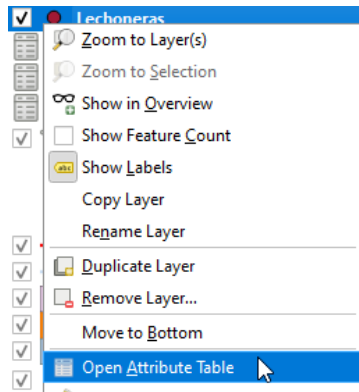 Lechoneras
Zoom to Layer(s)
Zoom to Selection
Show in Overview
Show Feature Count
abc Show Labels
Copy Layer
Rename Layer
Duplicate Layer
Remove Layer...
Move to Bottom
Open Attribute Table